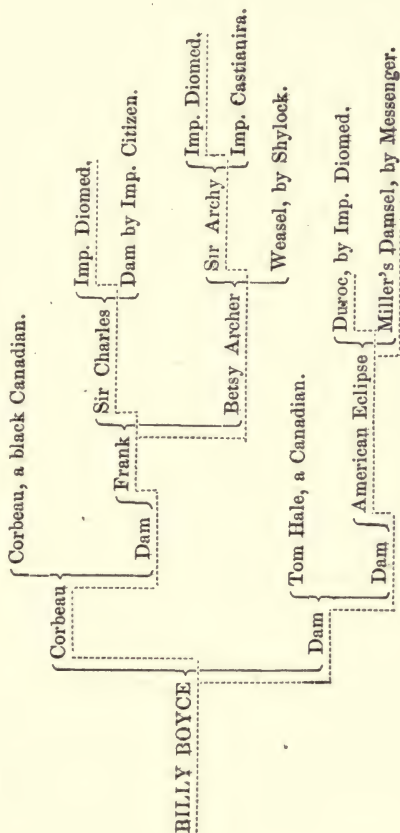 BILLY BOYCE
Corbeau
Corbeau, a black Canadian.
Dam
Frank
Sir Charles
Imp. Diomed.
Dam by Imp. Citizen.
Betsy Archer
Sir Archy
Imp. Diomed.
Imp. Castianira.
Weasel, by Shylock.
Dam
Tom Hale, a Canadian.
Dam
American Eclipse
Duroc, by Imp. Diomed.
Miller's Damsel, by Messenger.